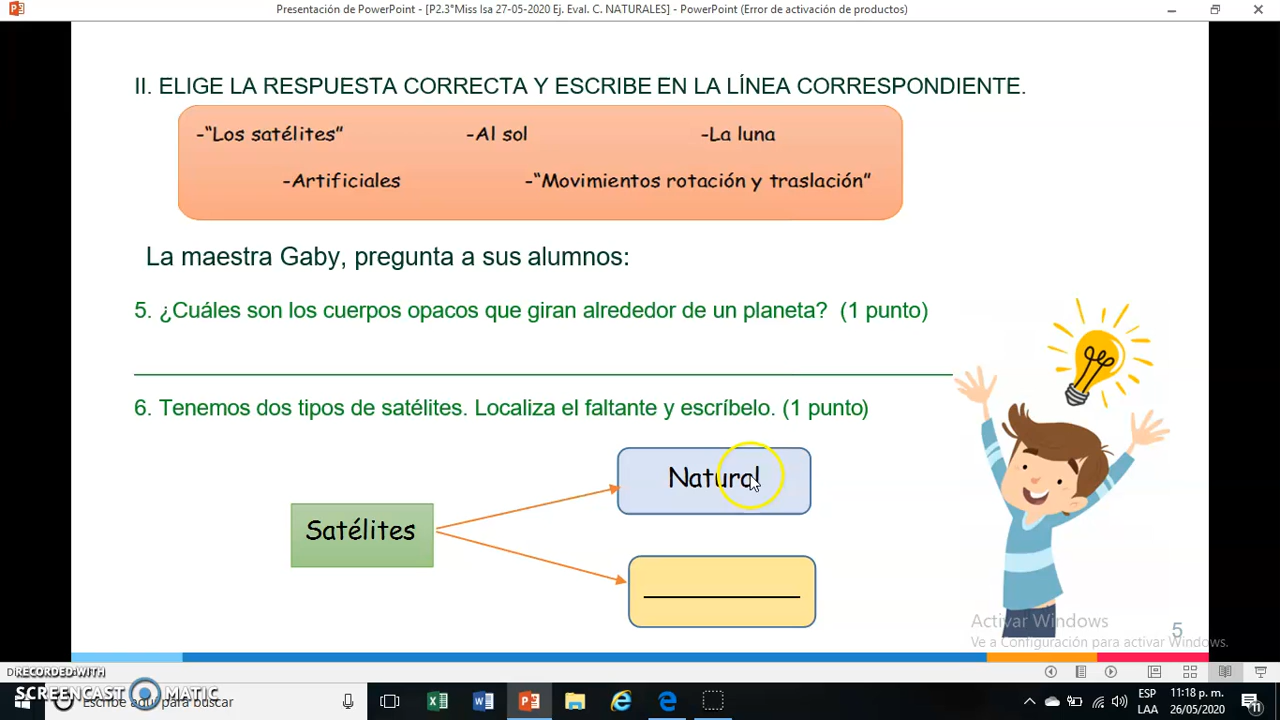 Presentación de PowerPoint - [P2.3°Miss Isa 27-05-2020 Ej. Eval. C. NATURALES] - PowerPoint (Error de activación de productos)
II. ELIGE LA RESPUESTA CORRECTA Y ESCRIBE EN LA LÍNEA CORRESPONDIENTE.
-"Los satélites" -Al sol -La luna
-Artificiales -"Movimientos rotación y traslación"
La maestra Gaby, pregunta a sus alumnos:
5. ¿Cuáles son los cuerpos opacos que giran alrededor de un planeta? (1 punto)
6. Tenemos dos tipos de satélites. Localiza el faltante y escríbelo. (1 punto)
Natural
Satélites
Activar Windows
Ve a Configuración para activar Windows.
5
RECORDED WITH
SCREENCAST MATIC
Escribe aquí para buscar
ESP
LAA
11:18 p. m.
26/05/2020
11